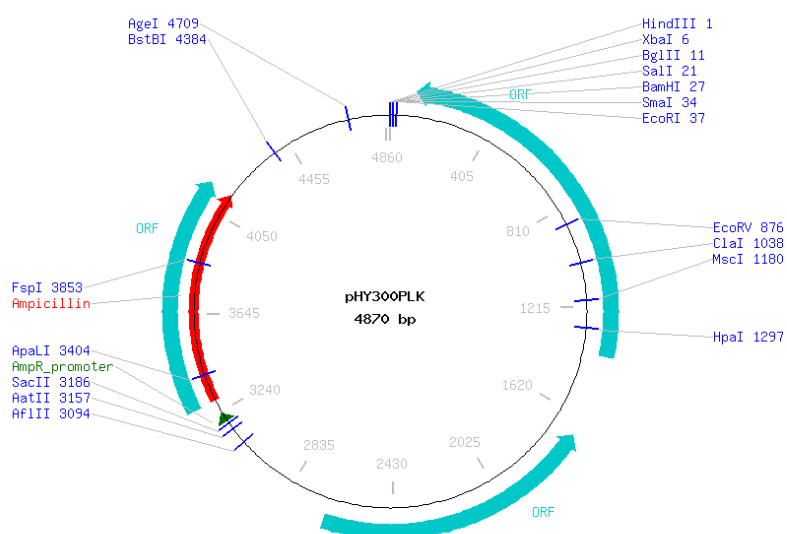 AgeI 4709
BstBI 4384
HindIII 1
XbaI 6
BglII 11
SalI 21
BamHI 27
SmaI 34
EcoRI 37
ORF
4860
405
4455
810
4050
ORF
EcoRV 876
ClaI 1038
MscI 1180
FspI 3853
Ampicillin
pHY300PLK
4870 bp
3645
1215
HpaI 1297
ApaLI 3404
AmpR_promoter
SacII 3186
AatII 3157
AflII 3094
3240
1620
2835
2430
2025
ORF